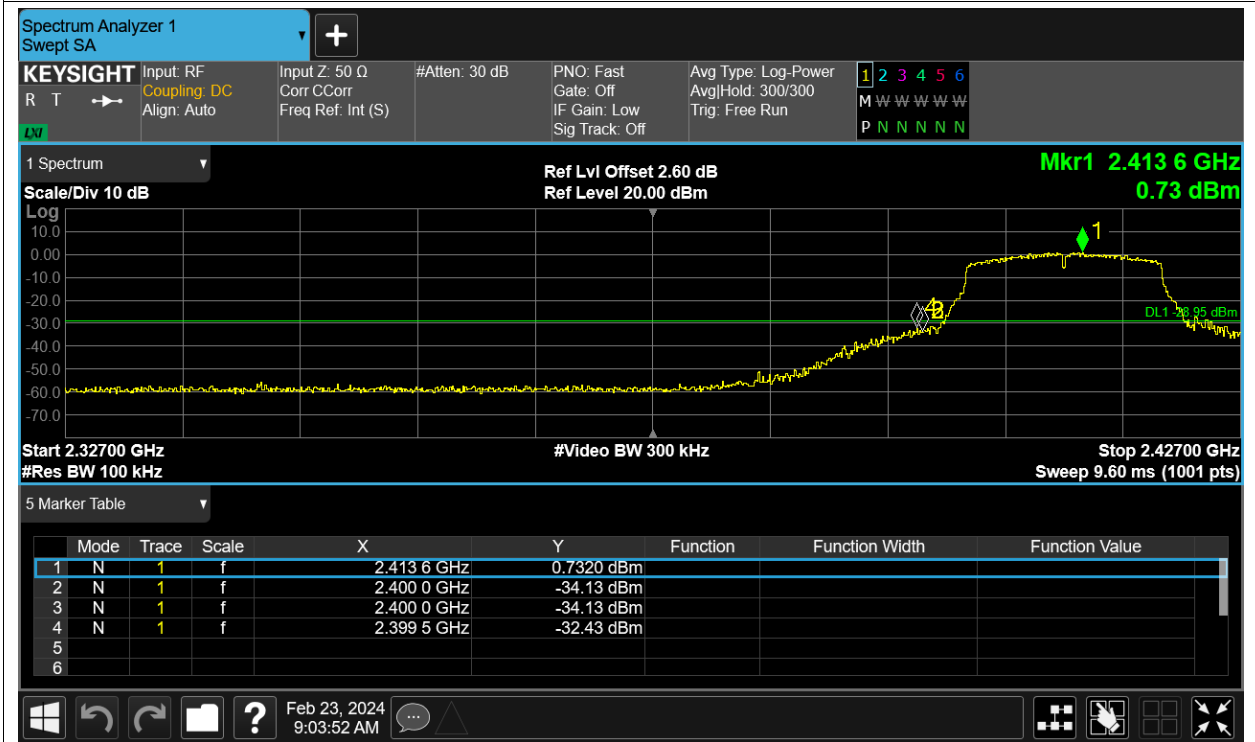 Spectrum Analyzer 1
Swept SA
+
KEYSIGHT
R T
LXI
Input: RF
Coupling: DC
Align: Auto
Input Z: 50 Ω
Corr CCorr
Freq Ref: Int (S)
#Atten: 30 dB
PNO: Fast
Gate: Off
IF Gain: Low
Sig Track: Off
Avg Type: Log-Power
Avg|Hold: 300/300
Trig: Free Run
1 2 3 4 5 6
M W W W W W
P N N N N N
1 Spectrum
Scale/Div 10 dB
Ref Lvl Offset 2.60 dB
Ref Level 20.00 dBm
Mkr1 2.413 6 GHz
0.73 dBm
Log
10.0
0.00
-10.0
-20.0
-30.0
-40.0
-50.0
-60.0
-70.0
1
DL1 -28.95 dBm
Start 2.32700 GHz
#Res BW 100 kHz
#Video BW 300 kHz
Stop 2.42700 GHz
Sweep 9.60 ms (1001 pts)
5 Marker Table
Mode Trace Scale X Y Function Function Width Function Value
1 N 1 f 2.413 6 GHz 0.7320 dBm
2 N 1 f 2.400 0 GHz -34.13 dBm
3 N 1 f 2.400 0 GHz -34.13 dBm
4 N 1 f 2.399 5 GHz -32.43 dBm
5
6
?
Feb 23, 2024
9:03:52 AM